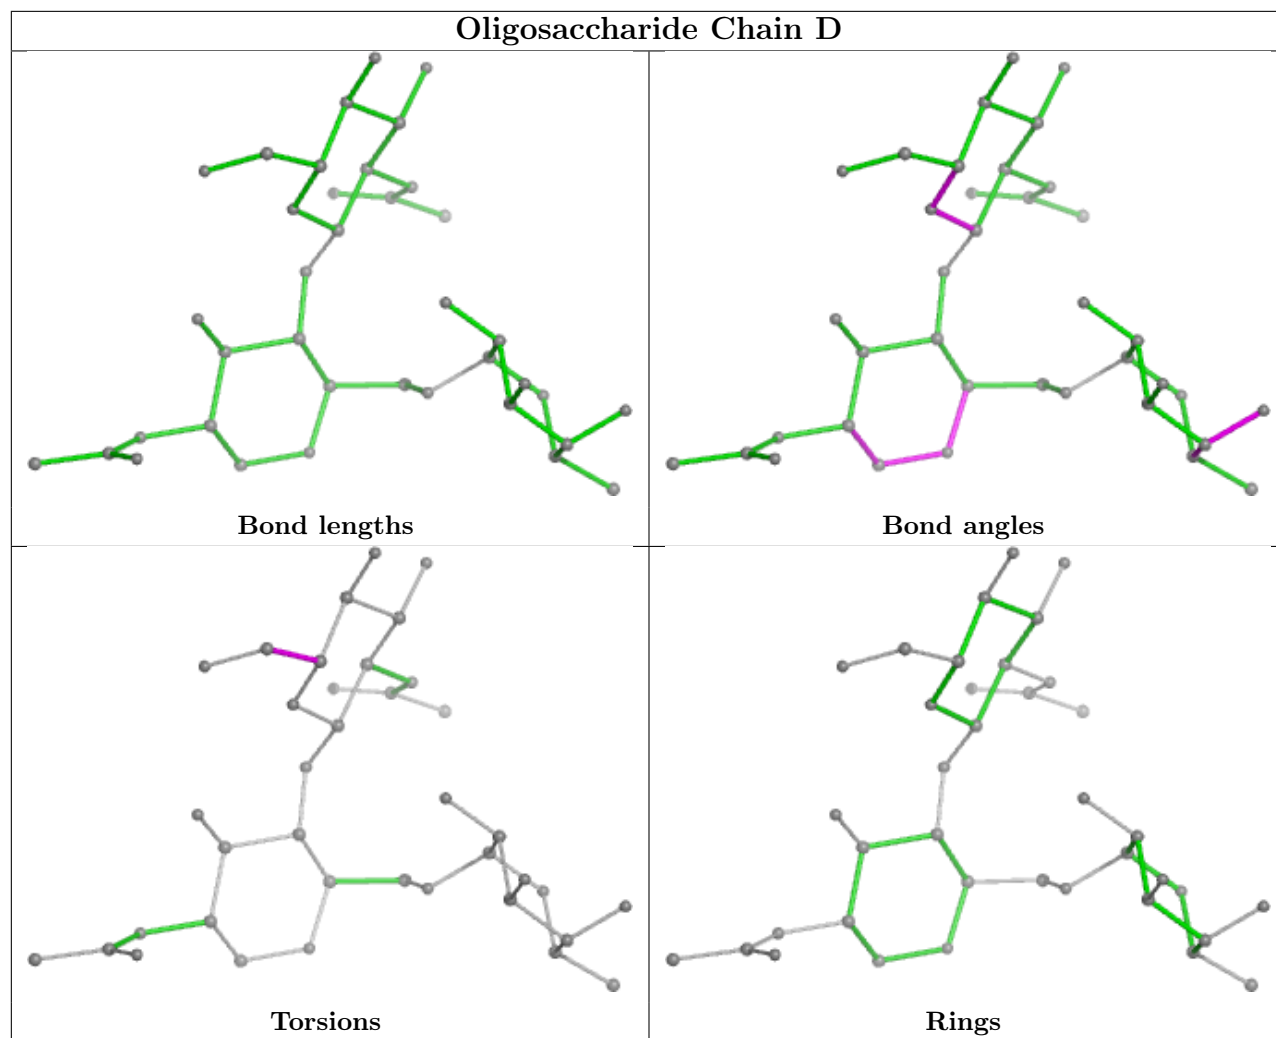 Oligosaccharide Chain D
Bond lengths
Bond angles
Torsions
Rings